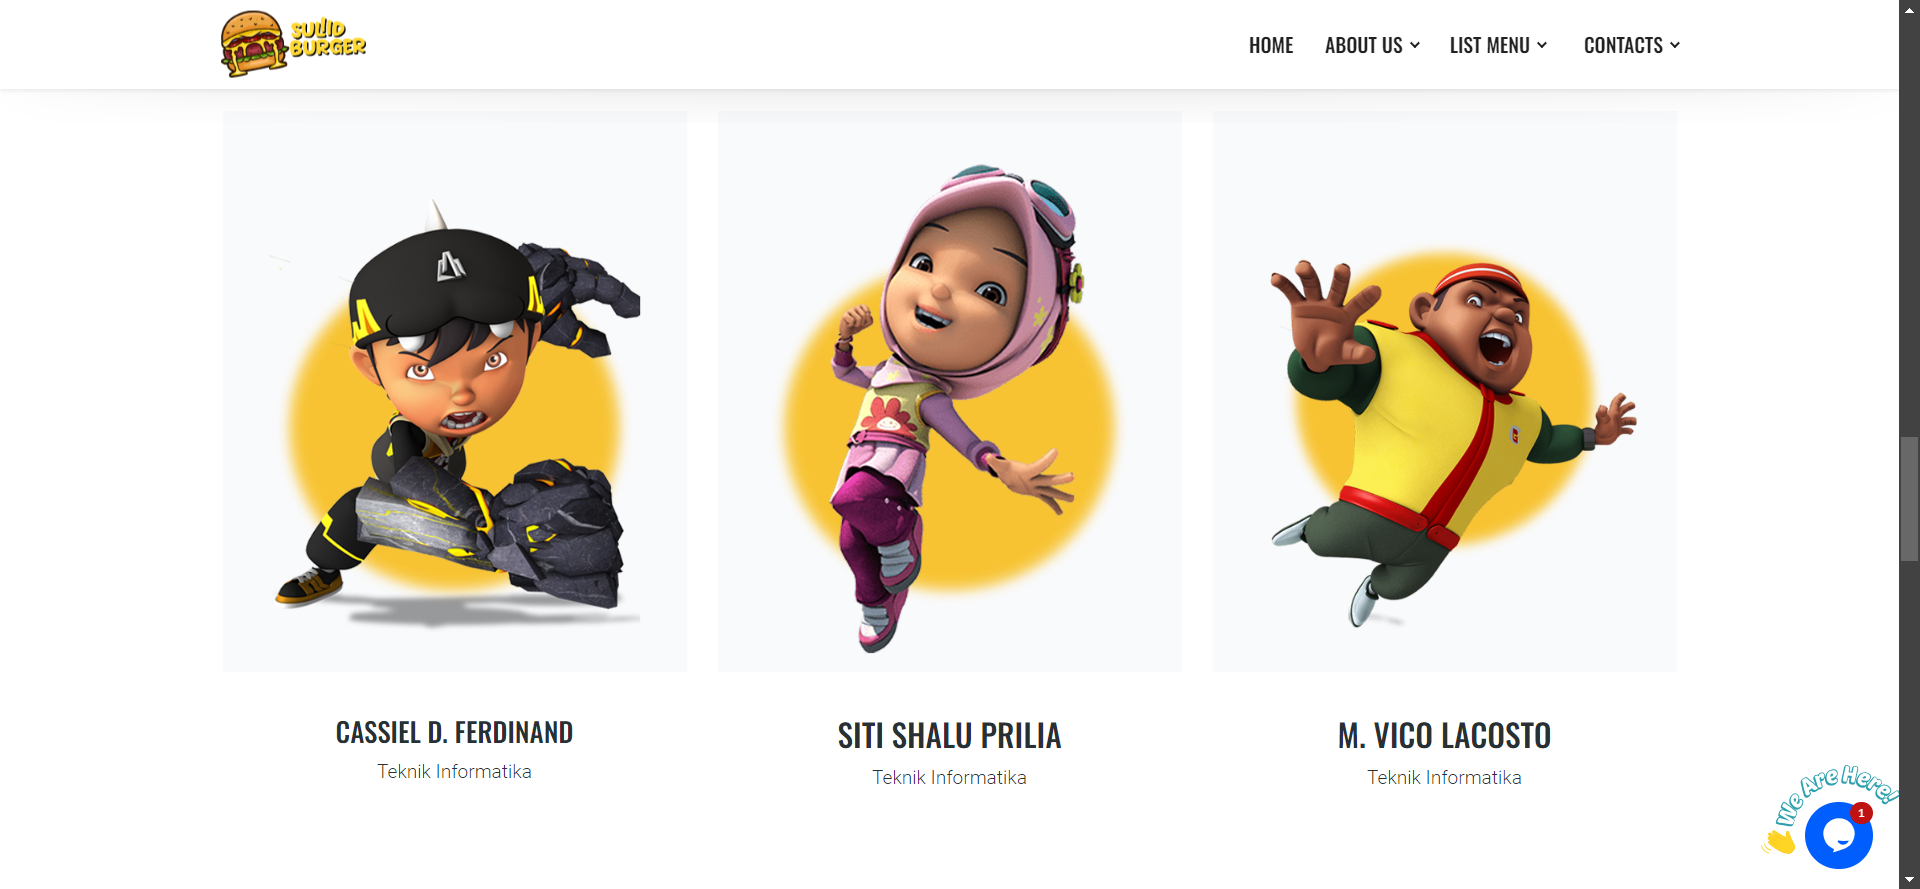 SULJD
BURGER
HOME
ABOUT US
LIST MENU
CONTACTS
CASSIEL D. FERDINAND
Teknik Informatika
SITI SHALU PRILIA
Teknik Informatika
M. VICO LACOSTO
Teknik Informatika
We Are Here!
1